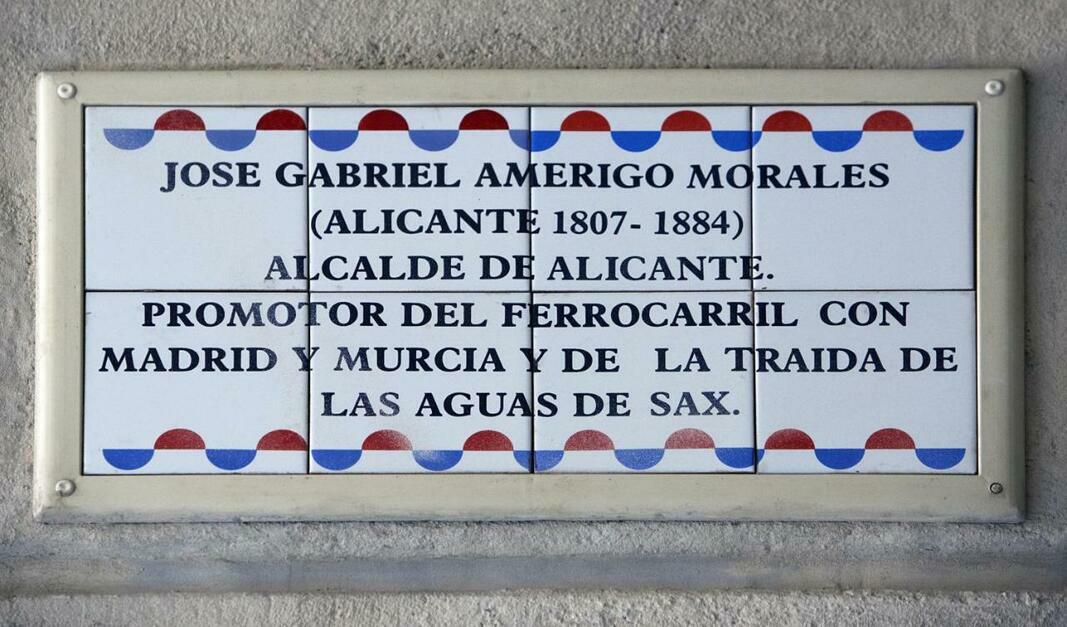 JOSE GABRIEL AMERIGO MORALES
(ALICANTE 1807- 1884)
ALCALDE DE ALICANTE.
PROMOTOR DEL FERROCARRIL CON
MADRID Y MURCIA Y DE LA TRAIDA DE
LAS AGUAS DE SAX.